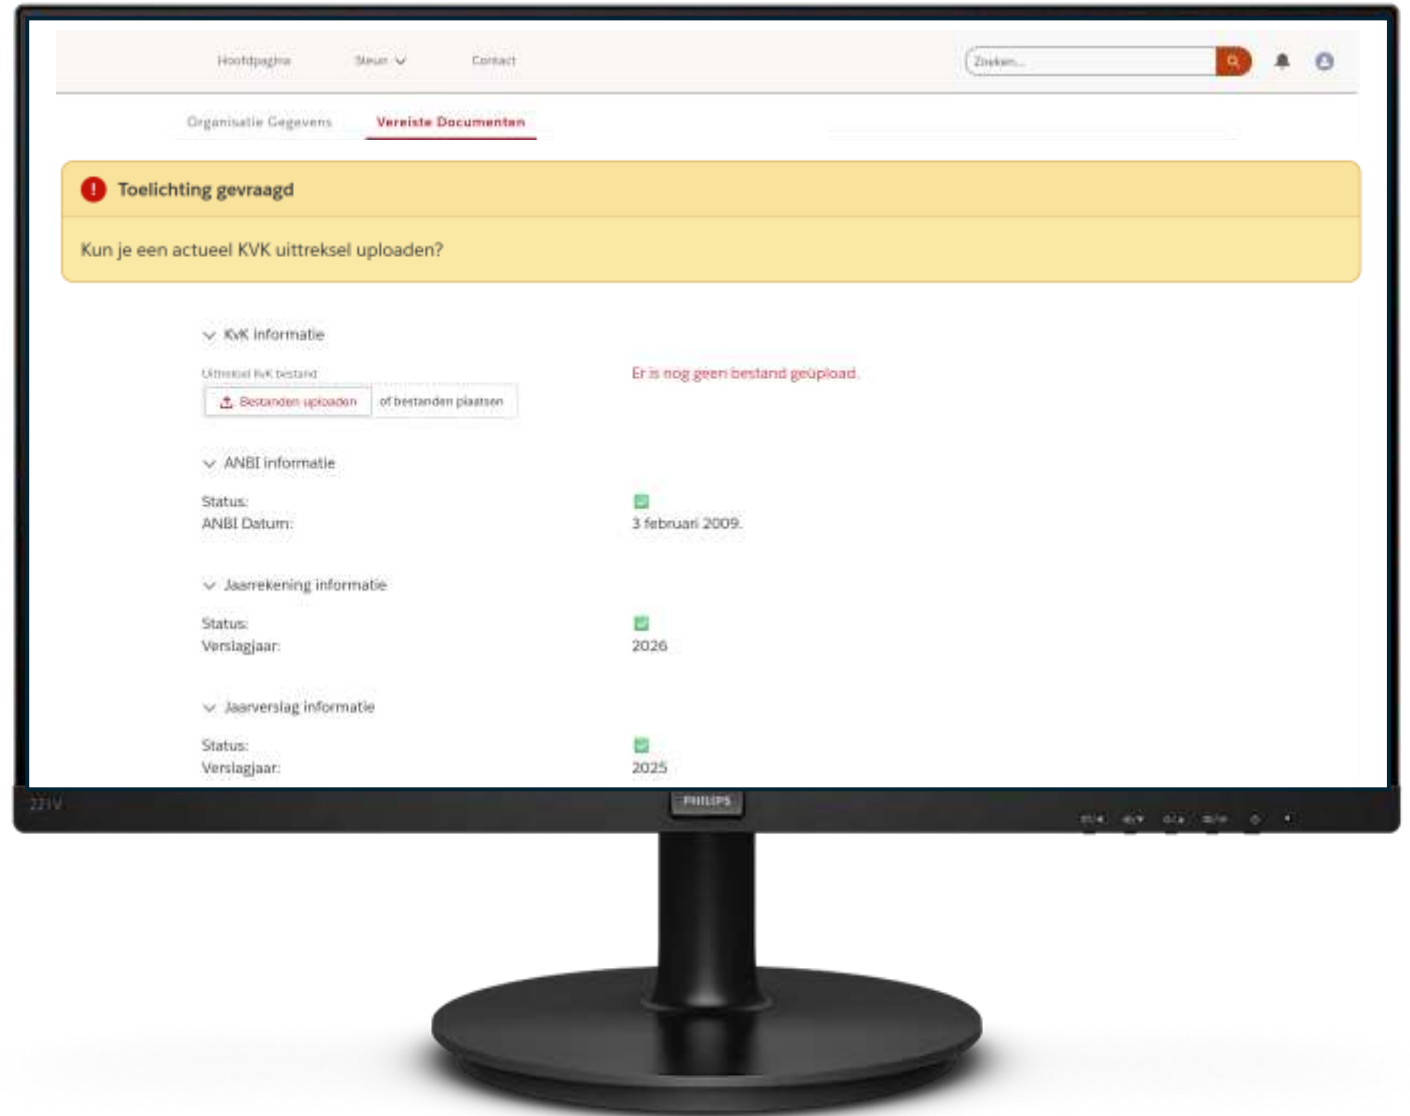 Hoofdpagina
Steun
Contact
Zoeken...
Organisatie Gegevens
Vereiste Documenten
Toelichting gevraagd
Kun je een actueel KVK uittreksel uploaden?
KvK informatie
Uittreksel KvK bestand
Er is nog geen bestand geüpload.
Bestanden uploaden
of bestanden plaatsen
ANBI informatie
Status:
ANBI Datum:
3 februari 2009.
Jaarrekening informatie
Status:
Verslagjaar:
2026
Jaarverslag informatie
Status:
Verslagjaar:
2025
221V
PHILIPS